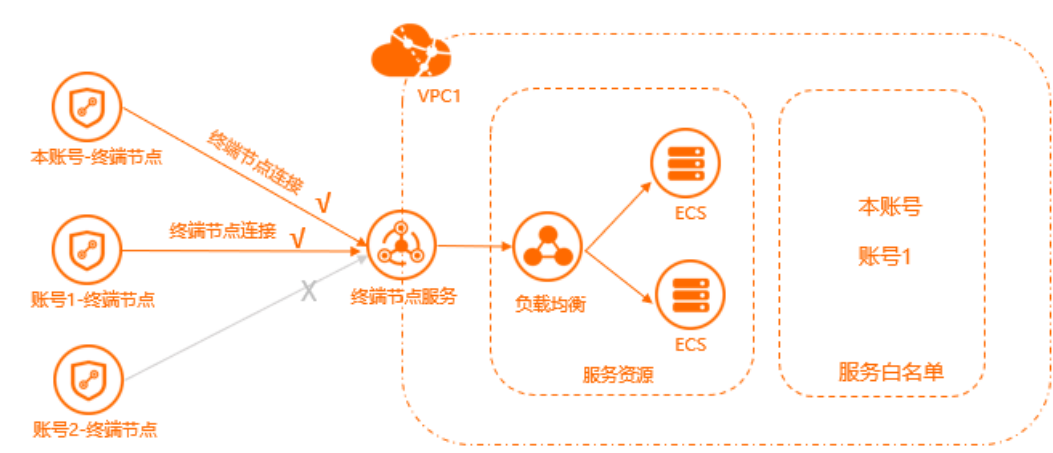 VPC1
本账号-终端节点
终端节点连接
√
ECS
本账号
账号1-终端节点
终端节点连接
√
账号1
终端节点服务
负载均衡
X
ECS
服务资源
服务白名单
账号2-终端节点